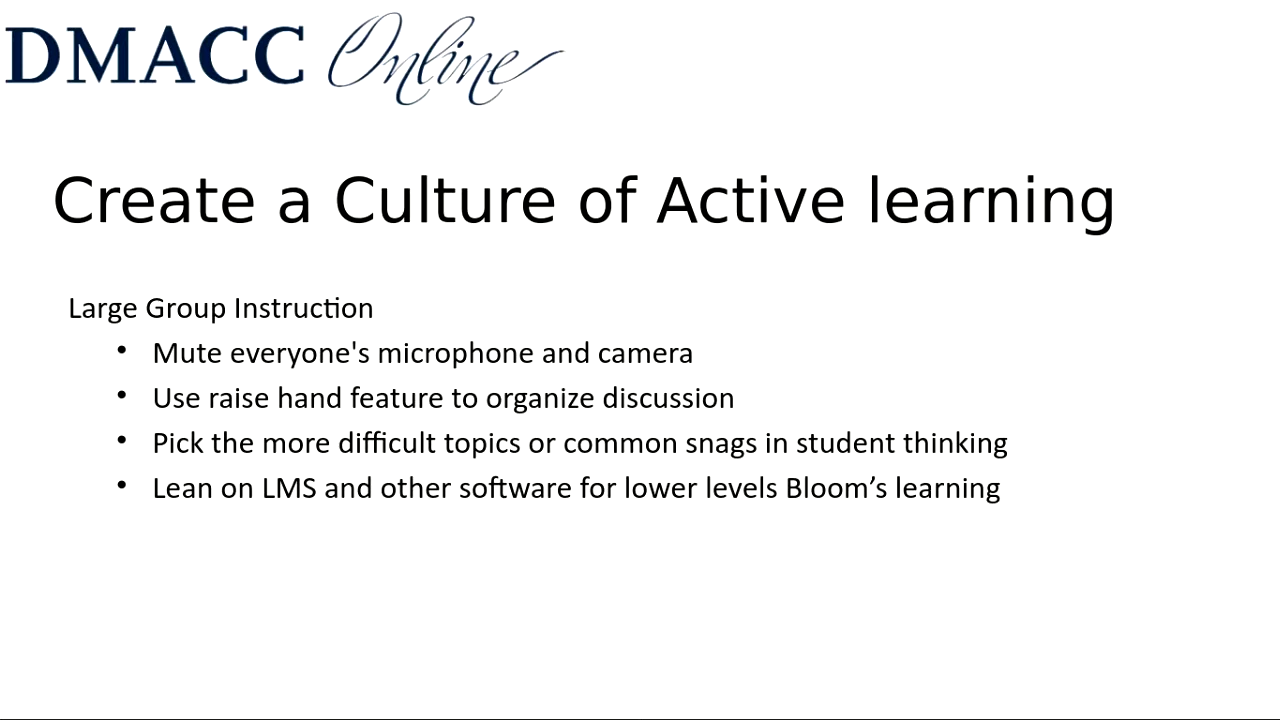 DMACC Online
Create a Culture of Active learning
Large Group Instruction
• Mute everyone's microphone and camera
• Use raise hand feature to organize discussion
• Pick the more difficult topics or common snags in student thinking
• Lean on LMS and other software for lower levels Bloom’s learning